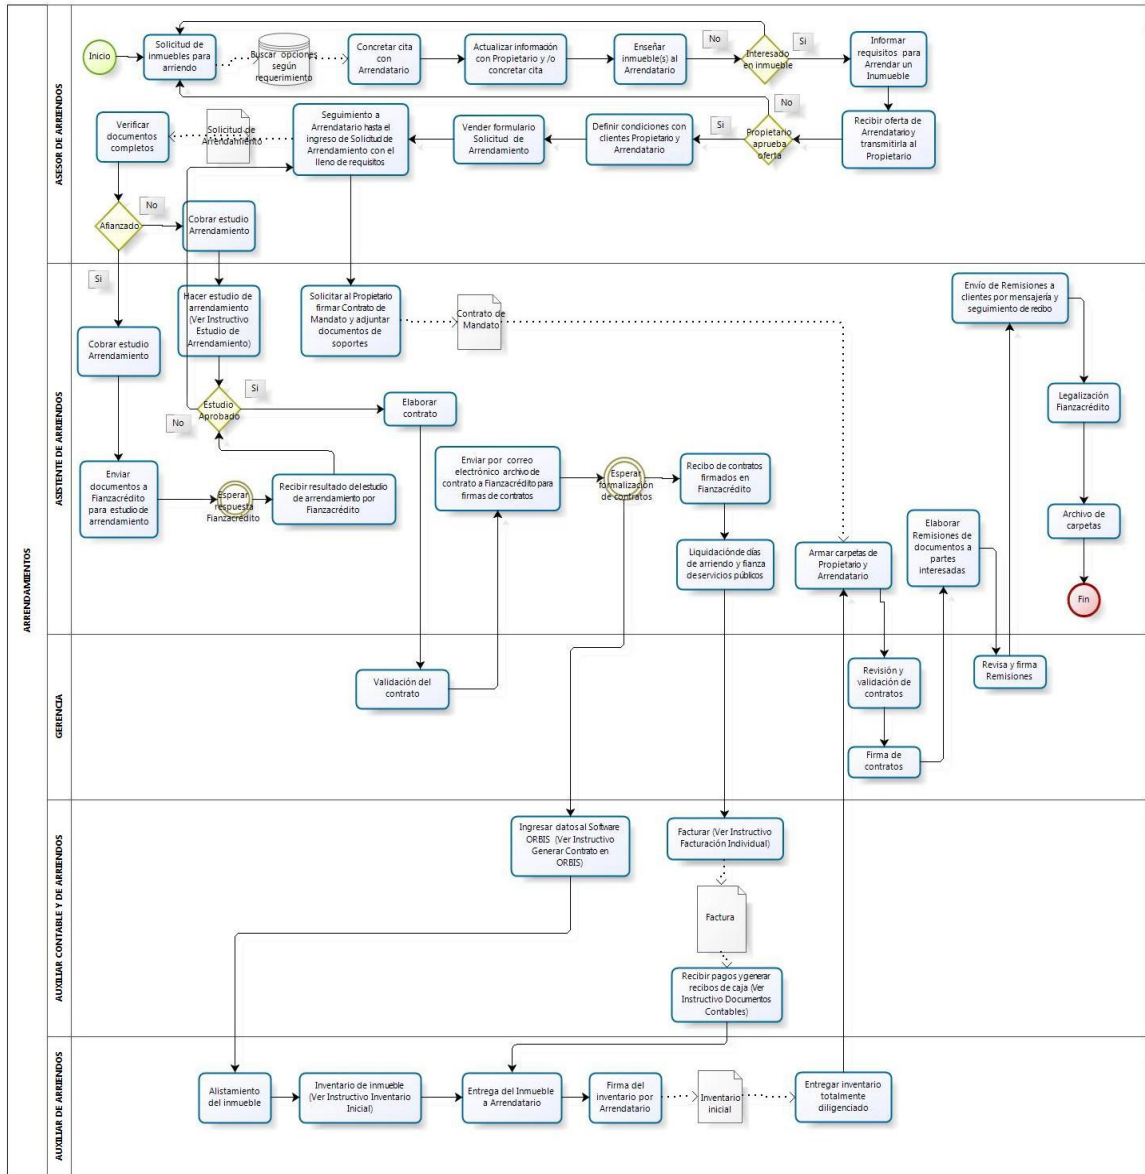 ARRENDAMIENTOS
ASESOR DE ARRIENDOS
Inicio
Solicitud de
inmuebles para
arriendo
Buscar opciones
según
requerimiento
Concretar cita
con
Arrendatario
Actualizar información
con Propietario y /o
concretar cita
Enseñar
inmueble(s) al
Arrendatario
No
Interesado
en inmueble
Si
Informar
requisitos para
Arrendar un
Inumueble
Verificar
documentos
completos
Solicitud de
Arrendamiento
Seguimiento a
Arrendatario hasta el
ingreso de Solicitud de
Arrendamiento con el
lleno de requisitos
Vender formulario
Solicitud de
Arrendamiento
Definir condiciones con
clientes Propietario y
Arrendatario
Si
No
Propietario
aprueba
oferta
Recibir oferta de
Arrendatario y
transmitirla al
Propietario
Afianzado
No
Cobrar estudio
Arrendamiento
ASISTENTE DE ARRIENDOS
Si
Cobrar estudio
Arrendamiento
Hacer estudio de
arrendamiento
(Ver Instructivo
Estudio de
Arrendamiento)
Solicitar al Propietario
firmar Contrato de
Mandato y adjuntar
documentos de
soportes
Contrato de
Mandato
Envío de Remisiones a
clientes por mensajería y
seguimiento de recibo
Legalización
Fianzacrédito
Estudio
Aprobado
Si
No
Elaborar
contrato
Enviar
documentos a
Fianzacrédito
para estudio de
arrendamiento
Esperar
respuesta
Fianzacrédito
Recibir resultado del estudio
de arrendamiento por
Fianzacrédito
Enviar por correo
electrónico archivo de
contrato a Fianzacrédito para
firmas de contratos
Esperar
formalización
de contratos
Recibo de contratos
firmados en
Fianzacrédito
Liquidación de días
de arriendo y fianza
de servicios públicos
Armar carpetas de
Propietario y
Arrendatario
Elaborar
Remisiones de
documentos a
partes
interesadas
Archivo de
carpetas
Fin
GERENCIA
Validación del
contrato
Revisión y
validación de
contratos
Firma de
contratos
Revisa y firma
Remisiones
AUXILIAR CONTABLE Y DE ARRIENDOS
Ingresar datos al Software
ORBIS (Ver Instructivo
Generar Contrato en
ORBIS)
Facturar (Ver Instructivo
Facturación Individual)
Factura
Recibir pagos y generar
recibos de caja (Ver
Instructivo Documentos
Contables)
AUXILIAR DE ARRIENDOS
Alistamiento
del inmueble
Inventario de inmueble
(Ver Instructivo Inventario
Inicial)
Entrega del Inmueble
a Arrendatario
Firma del
inventario por
Arrendatario
Inventario
inicial
Entregar inventario
totalmente
diligenciado